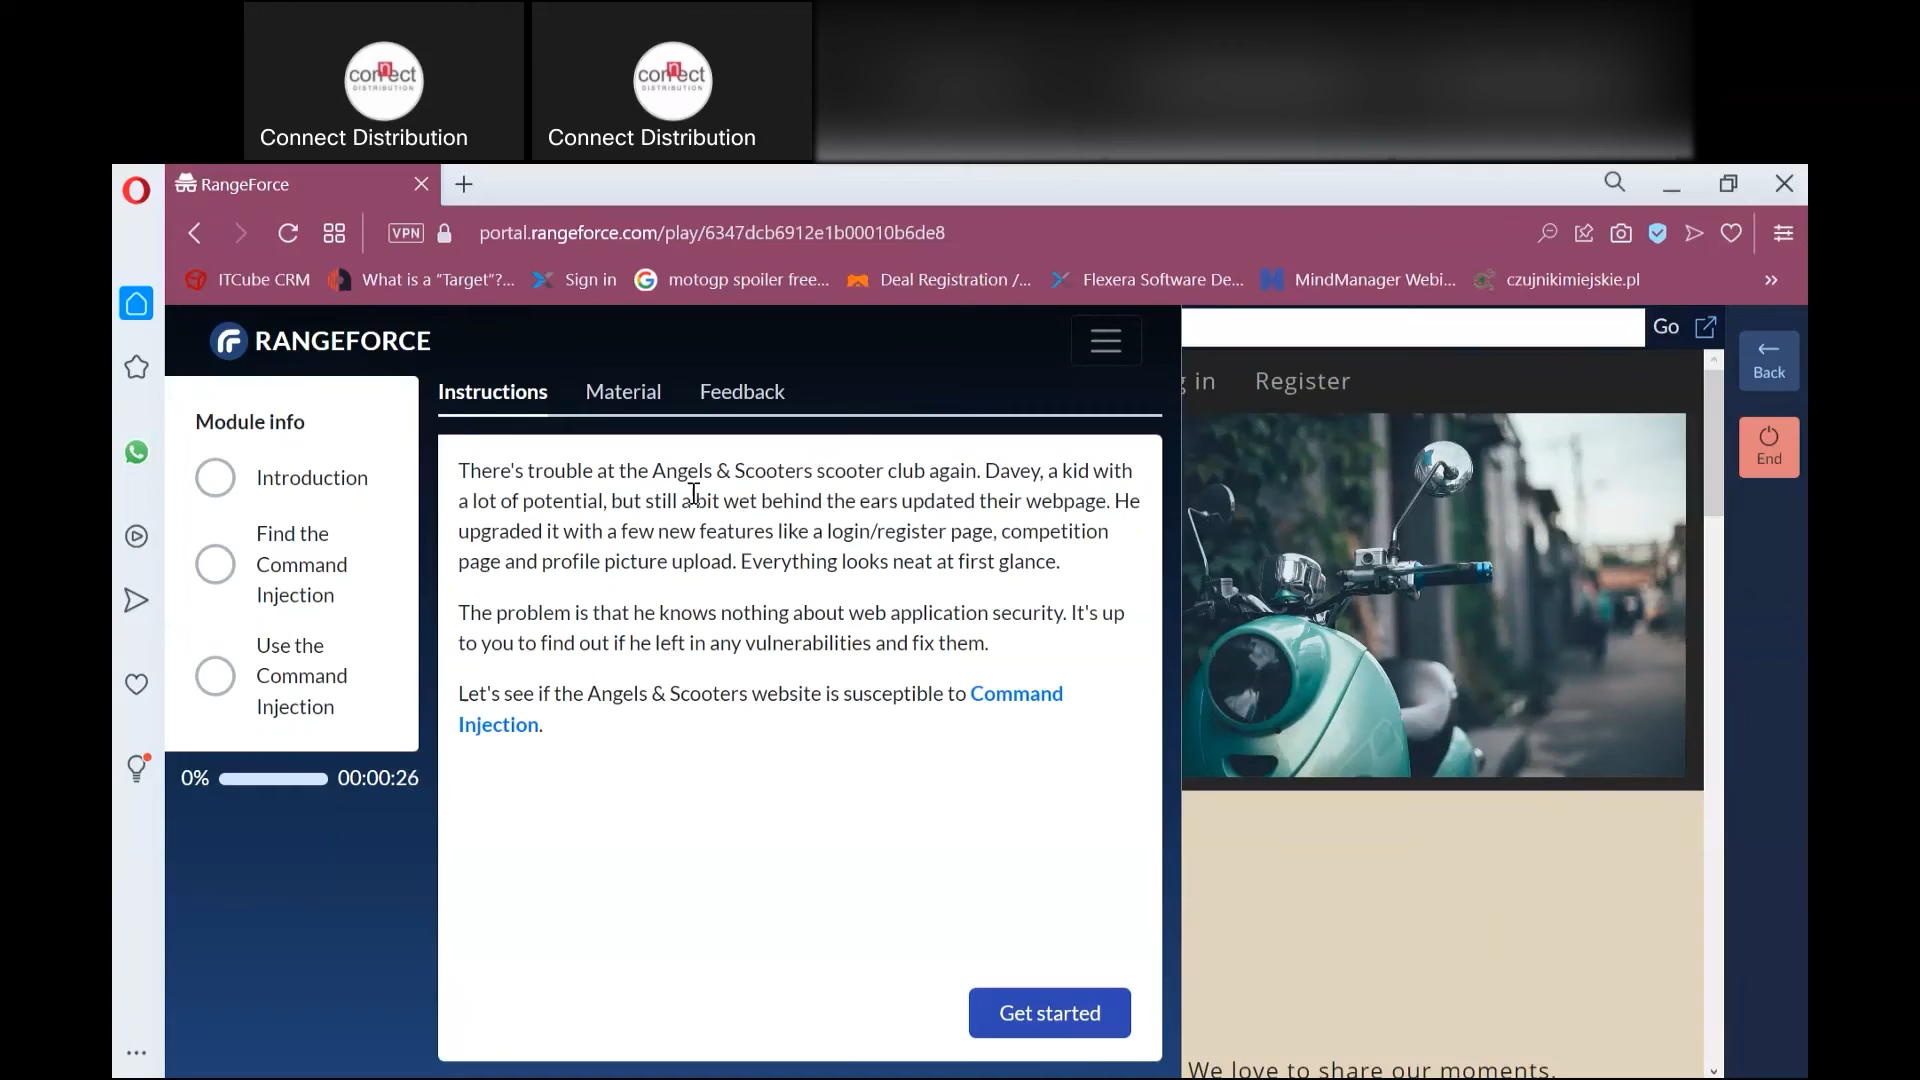 connect
DISTRIBUTION
Connect Distribution
connect
DISTRIBUTION
Connect Distribution
RangeForce
VPN
portal.rangeforce.com/play/6347dcb6912e1b00010b6de8
ITCube CRM
What is a "Target"?...
Sign in
motogp spoiler free...
Deal Registration /...
Flexera Software De...
MindManager Webi...
czujnikimiejskie.pl
RANGEFORCE
Go
Back
End
Instructions
Material
Feedback
g in
Register
Module info
Introduction
Find the
Command
Injection
Use the
Command
Injection
0%
00:00:26
There's trouble at the Angels & Scooters scooter club again. Davey, a kid with
a lot of potential, but still a bit wet behind the ears updated their webpage. He
upgraded it with a few new features like a login/register page, competition
page and profile picture upload. Everything looks neat at first glance.
The problem is that he knows nothing about web application security. It's up
to you to find out if he left in any vulnerabilities and fix them.
Let's see if the Angels & Scooters website is susceptible to Command
Injection.
Get started
We love to share our moments.